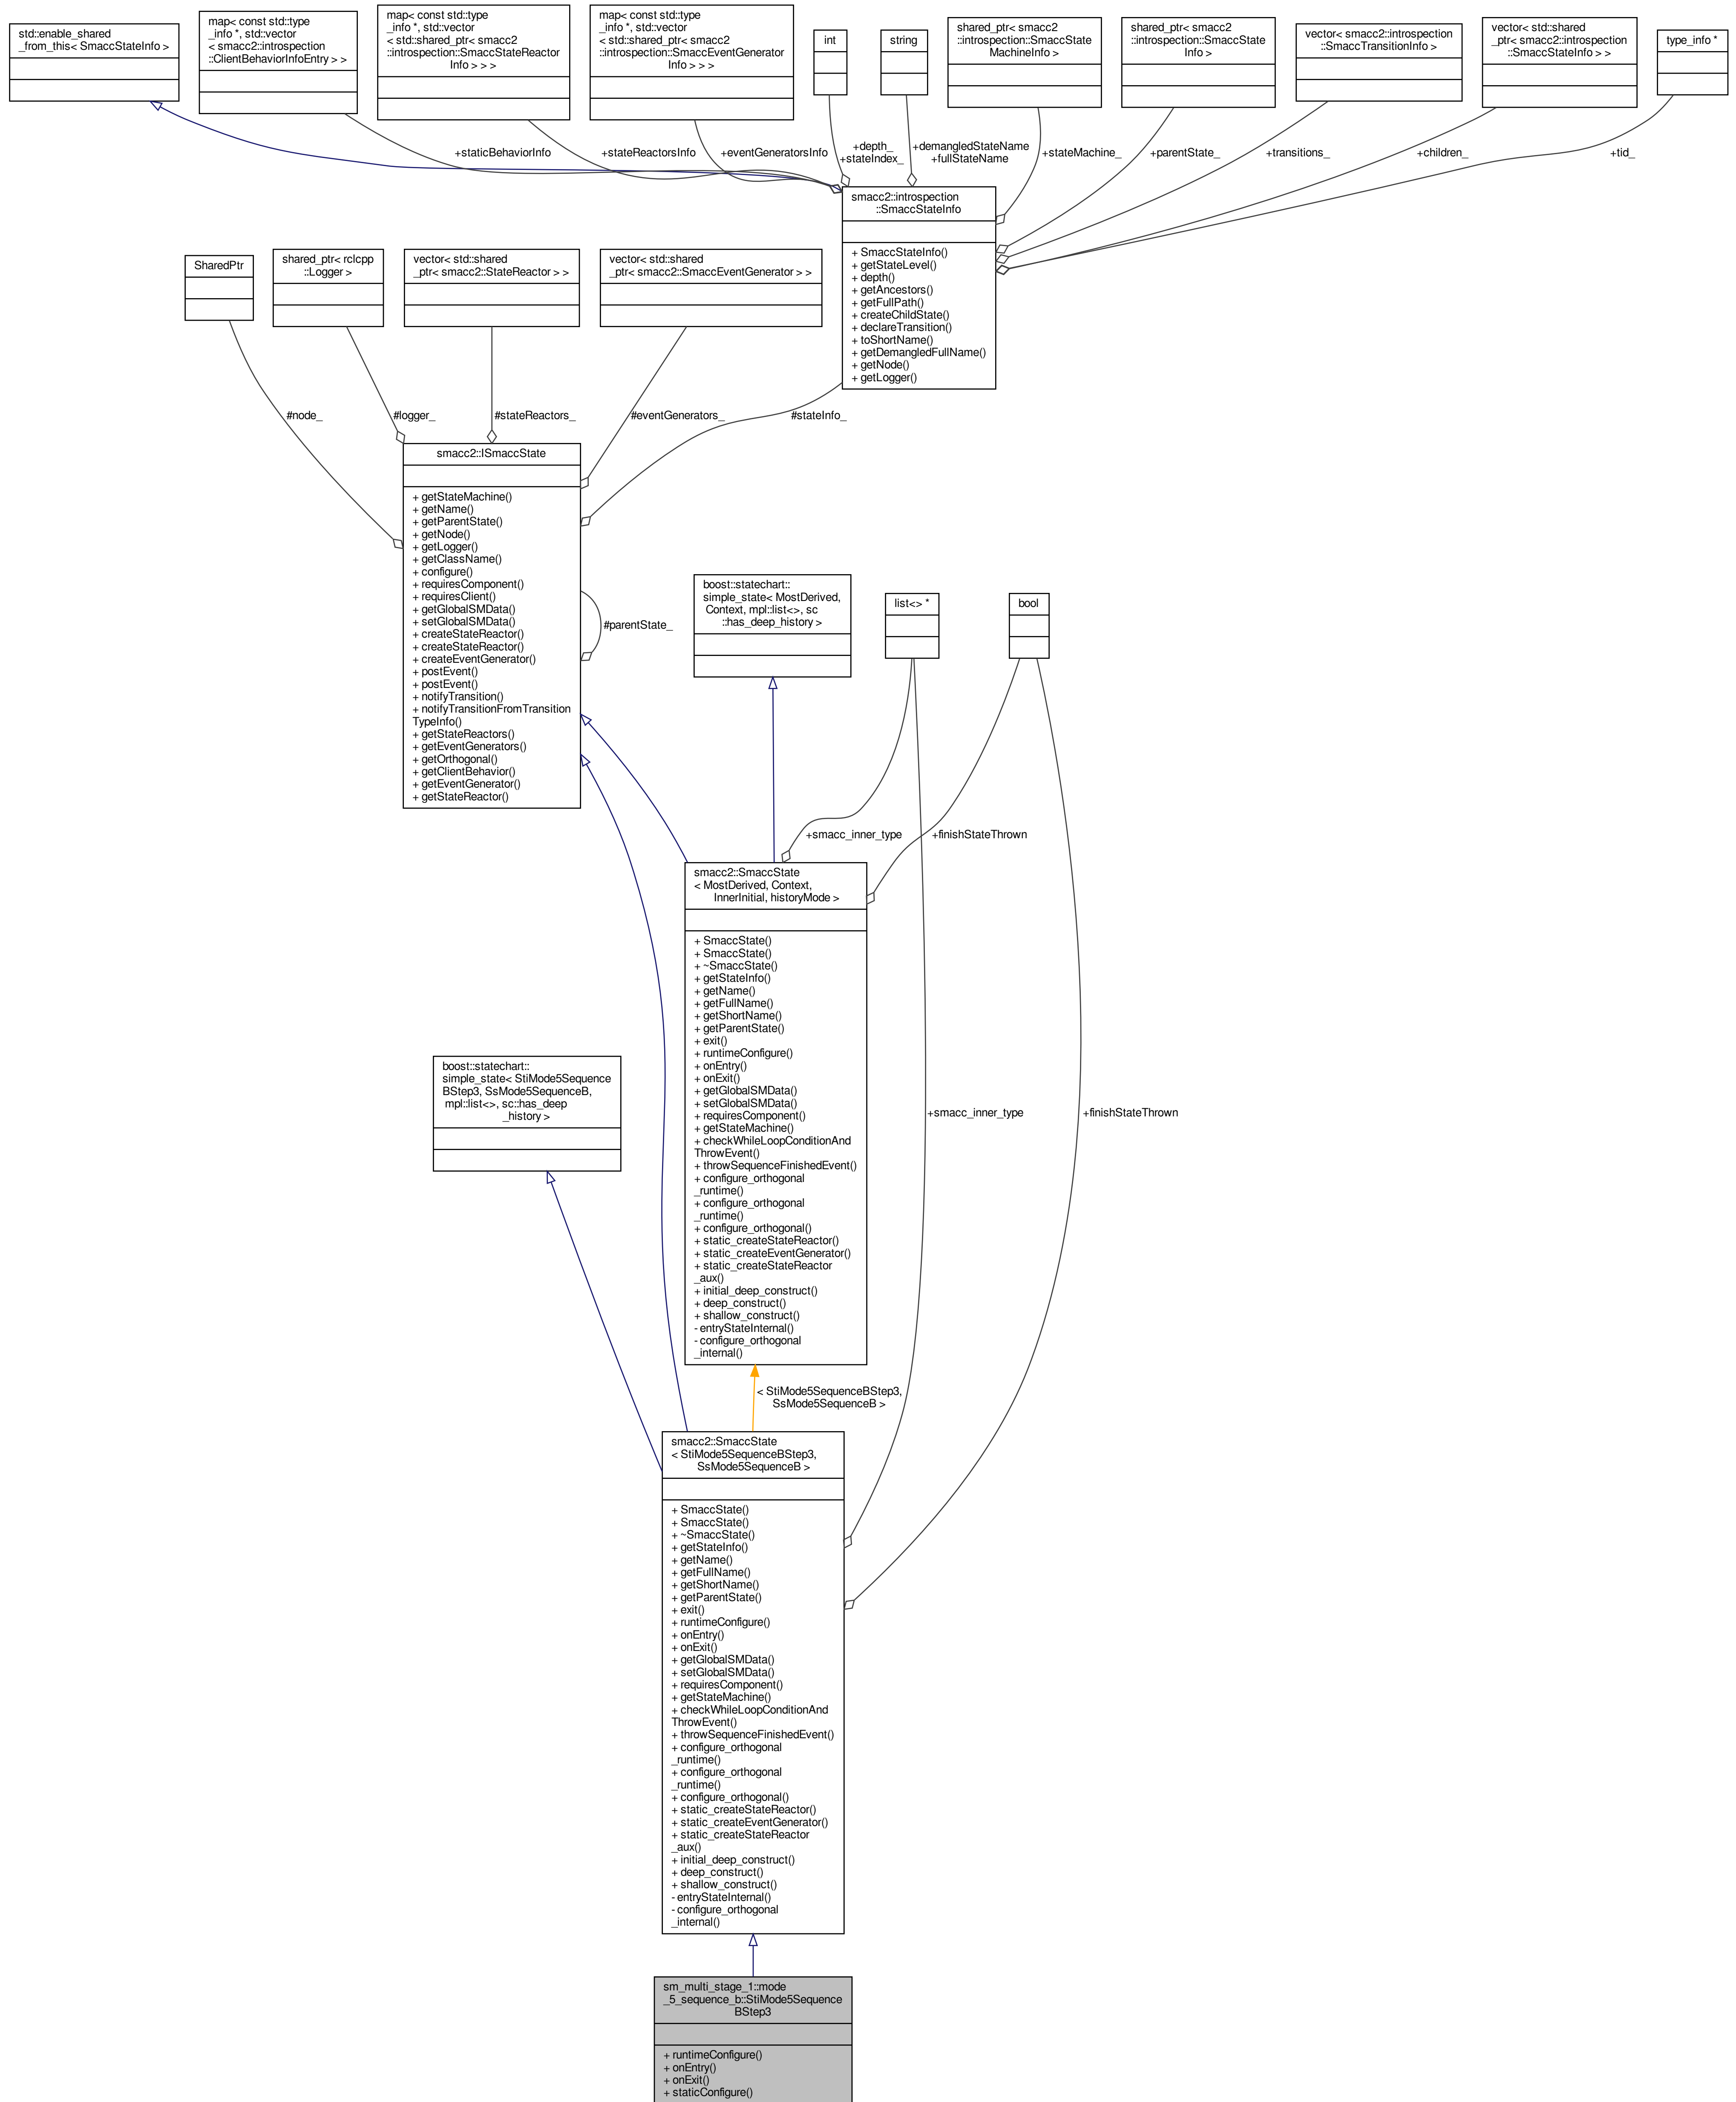 std::enable_shared
_from_this< SmaccStateInfo >
map< const std::type
_info *, std::vector
< smacc2::introspection
::ClientBehaviorInfoEntry > >
map< const std::type
_info *, std::vector
< std::shared_ptr< smacc2
::introspection::SmaccStateReactor
Info > > >
map< const std::type
_info *, std::vector
< std::shared_ptr< smacc2
::introspection::SmaccEventGenerator
Info > > >
int
string
shared_ptr< smacc2
::introspection::SmaccState
MachineInfo >
shared_ptr< smacc2
::introspection::SmaccState
Info >
vector< smacc2::introspection
::SmaccTransitionInfo >
vector< std::shared
_ptr< smacc2::introspection
::SmaccStateInfo > >
type_info *
+staticBehaviorInfo
+stateReactorsInfo
+eventGeneratorsInfo
+depth_
+stateIndex_
+demangledStateName
+fullStateName
+stateMachine_
+parentState_
+transitions_
+children_
+tid_
smacc2::introspection
::SmaccStateInfo
+ SmaccStateInfo()
+ getStateLevel()
+ depth()
+ getAncestors()
+ getFullPath()
+ createChildState()
+ declareTransition()
+ toShortName()
+ getDemangledFullName()
+ getNode()
+ getLogger()
SharedPtr
shared_ptr< rclcpp
::Logger >
vector< std::shared
_ptr< smacc2::StateReactor > >
vector< std::shared
_ptr< smacc2::SmaccEventGenerator > >
#node_
#logger_
#stateReactors_
#eventGenerators_
#stateInfo_
smacc2::ISmaccState
+ getStateMachine()
+ getName()
+ getParentState()
+ getNode()
+ getLogger()
+ getClassName()
+ configure()
+ requiresComponent()
+ requiresClient()
+ getGlobalSMData()
+ setGlobalSMData()
+ createStateReactor()
+ createStateReactor()
+ createEventGenerator()
+ postEvent()
+ postEvent()
+ notifyTransition()
+ notifyTransitionFromTransition
TypeInfo()
+ getStateReactors()
+ getEventGenerators()
+ getOrthogonal()
+ getClientBehavior()
+ getEventGenerator()
+ getStateReactor()
#parentState_
boost::statechart::
simple_state< MostDerived,
Context, mpl::list<>, sc
::has_deep_history >
list<> *
bool
+smacc_inner_type
+finishStateThrown
smacc2::SmaccState
< MostDerived, Context,
InnerInitial, historyMode >
+ SmaccState()
+ SmaccState()
+ ~SmaccState()
+ getStateInfo()
+ getName()
+ getFullName()
+ getShortName()
+ getParentState()
+ exit()
+ runtimeConfigure()
+ onEntry()
+ onExit()
+ getGlobalSMData()
+ setGlobalSMData()
+ requiresComponent()
+ getStateMachine()
+ checkWhileLoopConditionAnd
ThrowEvent()
+ throwSequenceFinishedEvent()
+ configure_orthogonal
_runtime()
+ configure_orthogonal
_runtime()
+ configure_orthogonal()
+ static_createStateReactor()
+ static_createEventGenerator()
+ static_createStateReactor
_aux()
+ initial_deep_construct()
+ deep_construct()
+ shallow_construct()
- entryStateInternal()
- configure_orthogonal
_internal()
boost::statechart::
simple_state< StiMode5Sequence
BStep3, SsMode5SequenceB,
mpl::list<>, sc::has_deep
_history >
+smacc_inner_type
+finishStateThrown
< StiMode5SequenceBStep3,
SsMode5SequenceB >
smacc2::SmaccState
< StiMode5SequenceBStep3,
SsMode5SequenceB >
+ SmaccState()
+ SmaccState()
+ ~SmaccState()
+ getStateInfo()
+ getName()
+ getFullName()
+ getShortName()
+ getParentState()
+ exit()
+ runtimeConfigure()
+ onEntry()
+ onExit()
+ getGlobalSMData()
+ setGlobalSMData()
+ requiresComponent()
+ getStateMachine()
+ checkWhileLoopConditionAnd
ThrowEvent()
+ throwSequenceFinishedEvent()
+ configure_orthogonal
_runtime()
+ configure_orthogonal
_runtime()
+ configure_orthogonal()
+ static_createStateReactor()
+ static_createEventGenerator()
+ static_createStateReactor
_aux()
+ initial_deep_construct()
+ deep_construct()
+ shallow_construct()
- entryStateInternal()
- configure_orthogonal
_internal()
sm_multi_stage_1::mode
_5_sequence_b::StiMode5Sequence
BStep3
+ runtimeConfigure()
+ onEntry()
+ onExit()
+ staticConfigure()